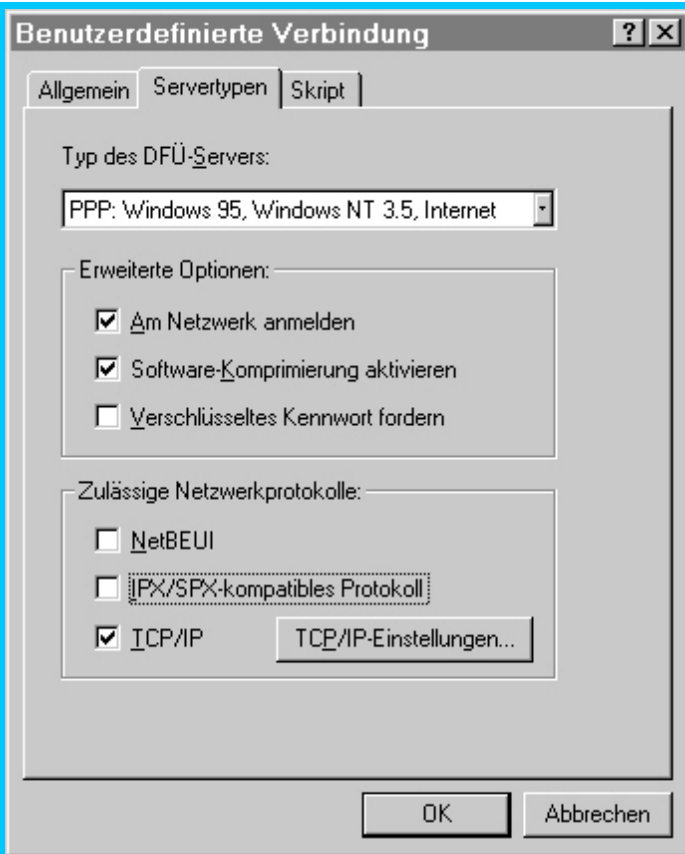 Benutzerdefinierte Verbindung
Allgemein Servertypen Skript
Typ des DFÜ-Servers:
PPP: Windows 95, Windows NT 3.5, Internet
Erweiterte Optionen:
Am Netzwerk anmelden
Software-Komprimierung aktivieren
Verschlüsseltes Kennwort fordern
Zulässige Netzwerkprotokolle:
NetBEUI
IPX/SPX-kompatibles Protokoll
TCP/IP TCP/IP-Einstellungen...
OK Abbrechen